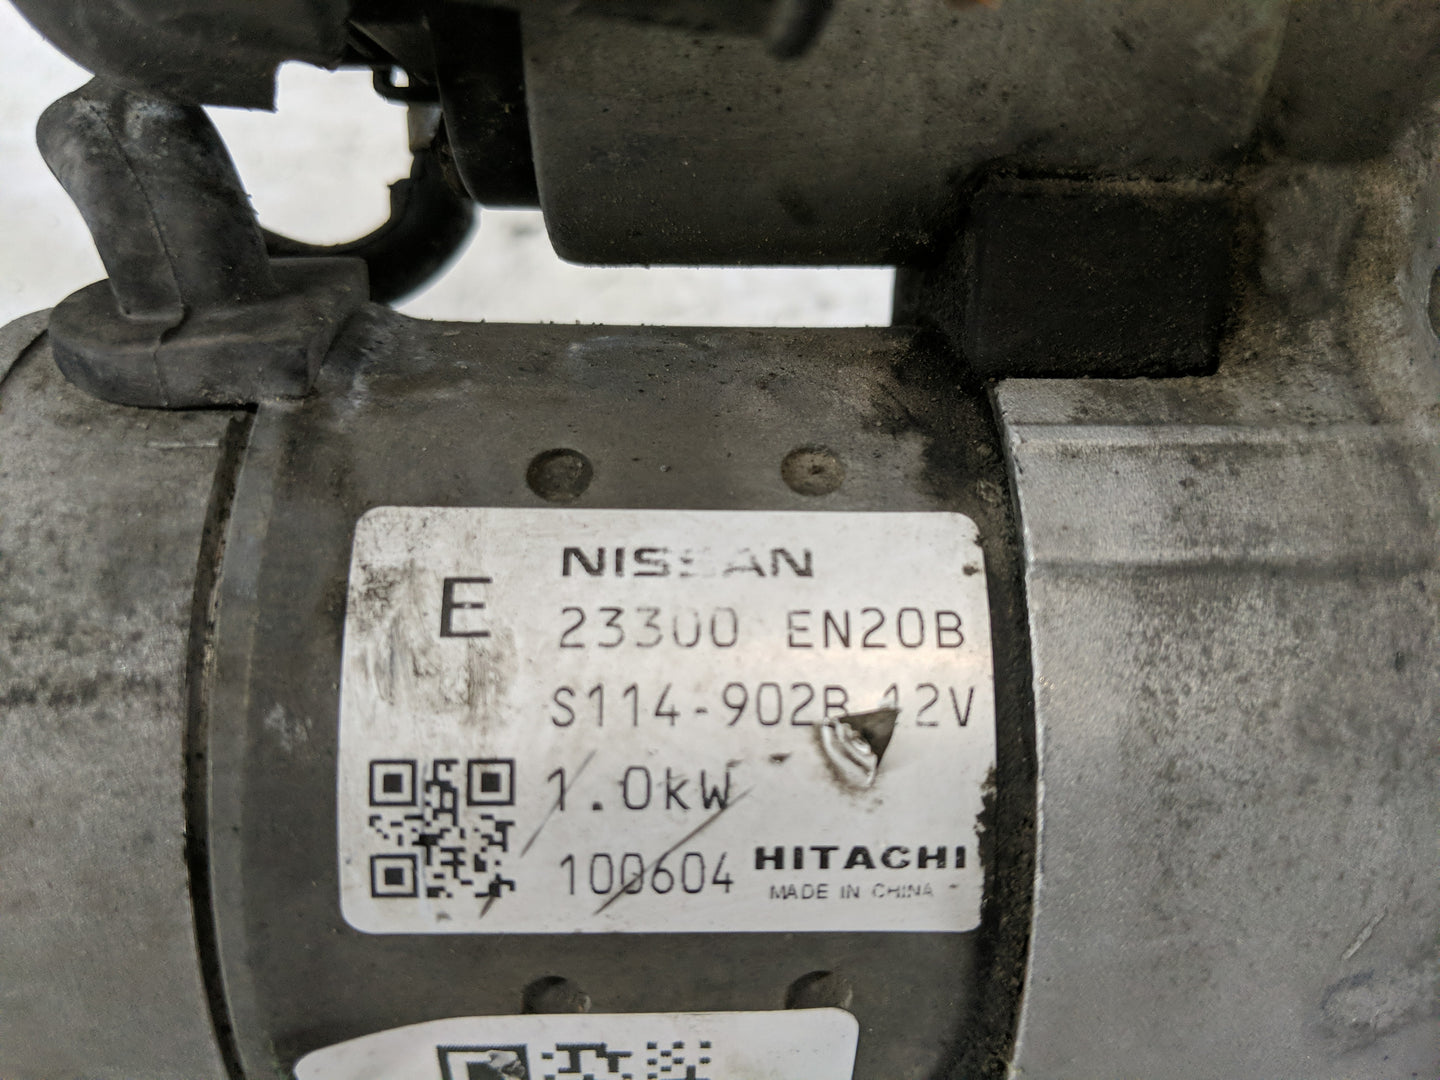 E
NISSAN
23300 EN20B
S114-902B 12V
1.0kW
100604
HITACHI
MADE IN CHINA